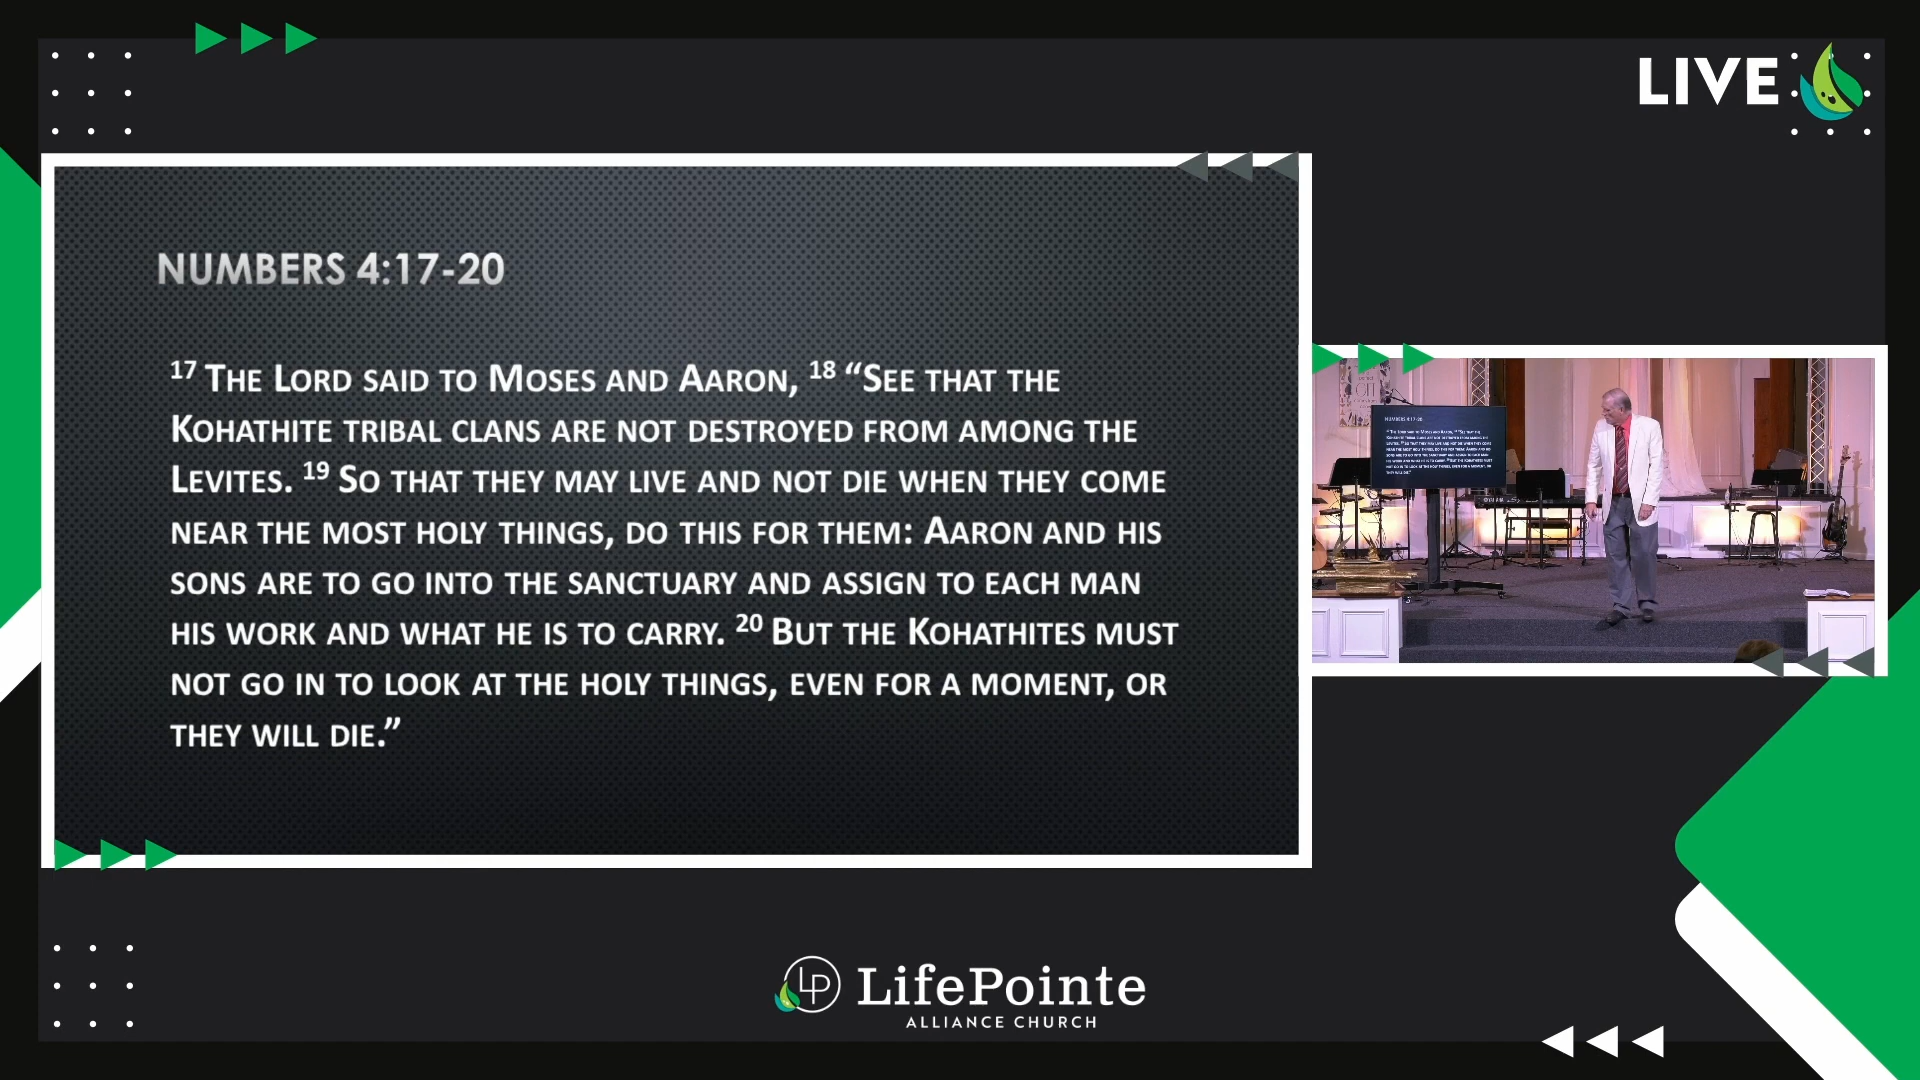 LIVE
NUMBERS 4:17-20
17 THE LORD SAID TO MOSES AND AARON, 18 “SEE THAT THE
KOHATHITE TRIBAL CLANS ARE NOT DESTROYED FROM AMONG THE
LEVITES. 19 SO THAT THEY MAY LIVE AND NOT DIE WHEN THEY COME
NEAR THE MOST HOLY THINGS, DO THIS FOR THEM: AARON AND HIS
SONS ARE TO GO INTO THE SANCTUARY AND ASSIGN TO EACH MAN
HIS WORK AND WHAT HE IS TO CARRY. 20 BUT THE KOHATHITES MUST
NOT GO IN TO LOOK AT THE HOLY THINGS, EVEN FOR A MOMENT, OR
THEY WILL DIE.”
NUMBERS 4:17-20
LP LifePointe
ALLIANCE CHURCH